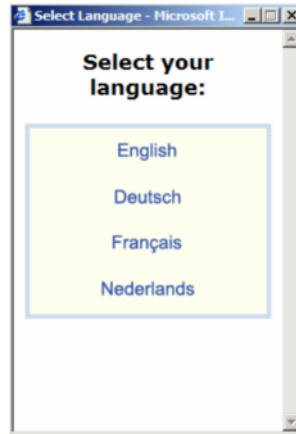 Select Language - Microsoft I...
Select your
language:
English
Deutsch
Français
Nederlands